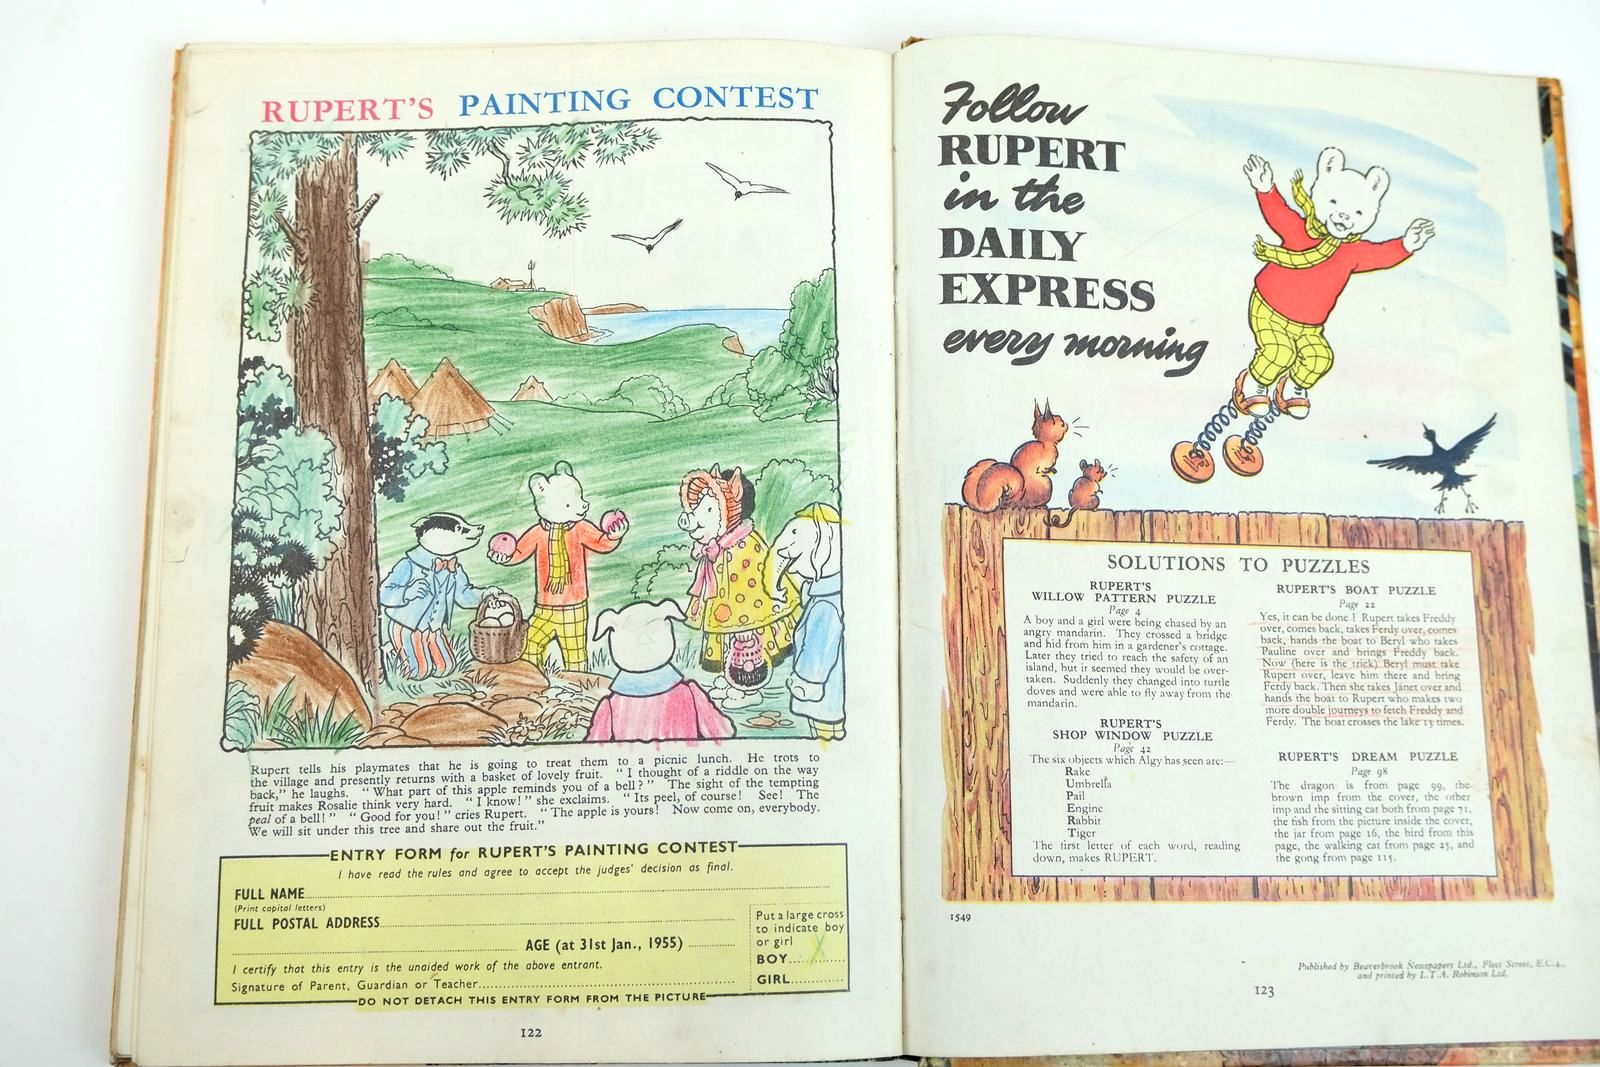 RUPERT'S PAINTING CONTEST
Rupert tells his playmates that he is going to treat them to a picnic lunch. He trots to
the village and presently returns with a basket of lovely fruit. "I thought of a riddle on the way
back," he laughs. "What part of this apple reminds you of a bell?" The sight of the tempting
fruit makes Rosalie think very hard. "I know!" she exclaims. "Its peel, of course! See! The
peal of a bell!" "Good for you!" cries Rupert. "The apple is yours! Now come on, everybody.
We will sit under this tree and share out the fruit."
ENTRY FORM for RUPERT'S PAINTING CONTEST
I have read the rules and agree to accept the judges' decision as final.
FULL NAME
(Print capital letters)
FULL POSTAL ADDRESS
AGE (at 31st Jan., 1955)
I certify that this entry is the unaided work of the above entrant.
Signature of Parent, Guardian or Teacher
Put a large cross
to indicate boy
or girl
BOY
GIRL
DO NOT DETACH THIS ENTRY FORM FROM THE PICTURE
122
Follow
RUPERT
in the
DAILY
EXPRESS
every morning
SOLUTIONS TO PUZZLES
RUPERT'S
WILLOW PATTERN PUZZLE
Page 4
A boy and a girl were being chased by an
angry mandarin. They crossed a bridge
and hid from him in a gardener's cottage.
Later they tried to reach the safety of an
island, but it seemed they would be over-
taken. Suddenly they changed into turtle
doves and were able to fly away from the
mandarin.
RUPERT'S
SHOP WINDOW PUZZLE
Page 42
The six objects which Algy has seen are:—
Rake
Umbrella
Pail
Engine
Rabbit
Tiger
The first letter of each word, reading
down, makes RUPERT.
RUPERT'S BOAT PUZZLE
Page 22
Yes, it can be done! Rupert takes Freddy
over, comes back, takes Ferdy over, comes
back, hands the boat to Beryl who takes
Pauline over and brings Freddy back.
Now (here is the trick) Beryl must take
Rupert over, leave him there and bring
Ferdy back. Then she takes Janet over and
hands the boat to Rupert who makes two
more double journeys to fetch Freddy and
Ferdy. The boat crosses the lake 13 times.
RUPERT'S DREAM PUZZLE
Page 98
The dragon is from page 99, the
brown imp from the cover, the other
imp and the sitting cat both from page 71,
the fish from the picture inside the cover,
the jar from page 16, the bird from this
page, the walking cat from page 25, and
the gong from page 115.
1549
Published by Beaverbrook Newspapers Ltd., Fleet Street, E.C.4.,
and printed by L.T.A. Robinson Ltd.
123